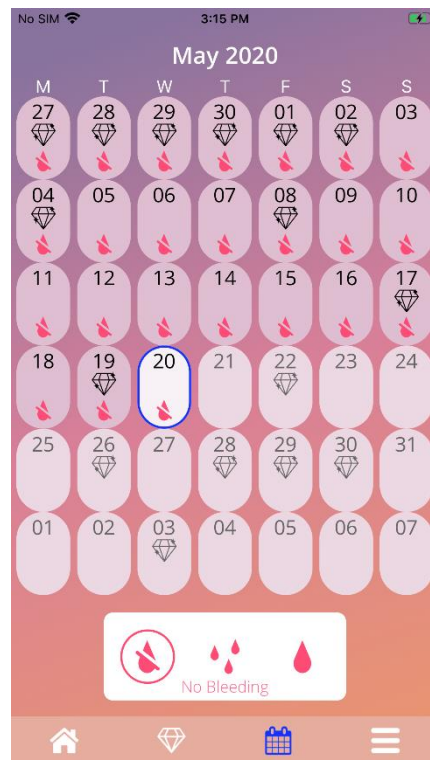 No SIM 3:15 PM
May 2020
M T W T F S S
27 28 29 30 01 02 03
04 05 06 07 08 09 10
11 12 13 14 15 16 17
18 19 20 21 22 23 24
25 26 27 28 29 30 31
01 02 03 04 05 06 07
No Bleeding